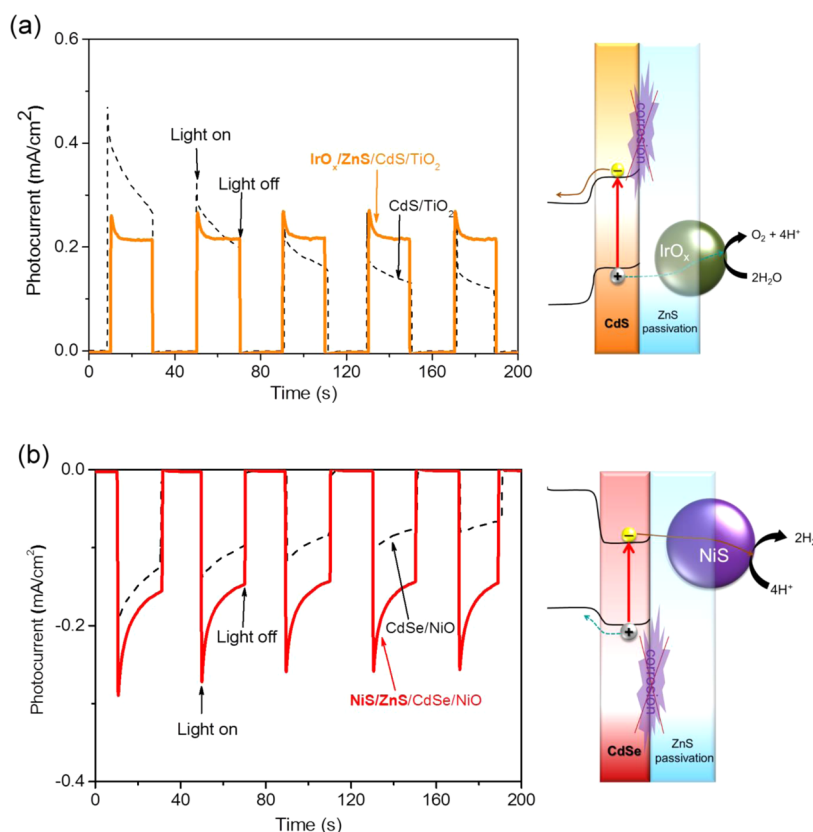 (a)
0.6
0.4
0.2
0.0
Photocurrent (mA/cm²)
Light on
Light off
IrOₓ/ZnS/CdS/TiO₂
CdS/TiO₂
0 40 80 120 160 200
Time (s)
corrosion
−
+
IrOₓ
O₂ + 4H⁺
2H₂O
CdS
ZnS
passivation
(b)
0.0
-0.2
-0.4
Photocurrent (mA/cm²)
Light off
Light on
CdSe/NiO
NiS/ZnS/CdSe/NiO
0 40 80 120 160 200
Time (s)
−
+
NiS
4H⁺
corrosion
CdSe
ZnS
passivation